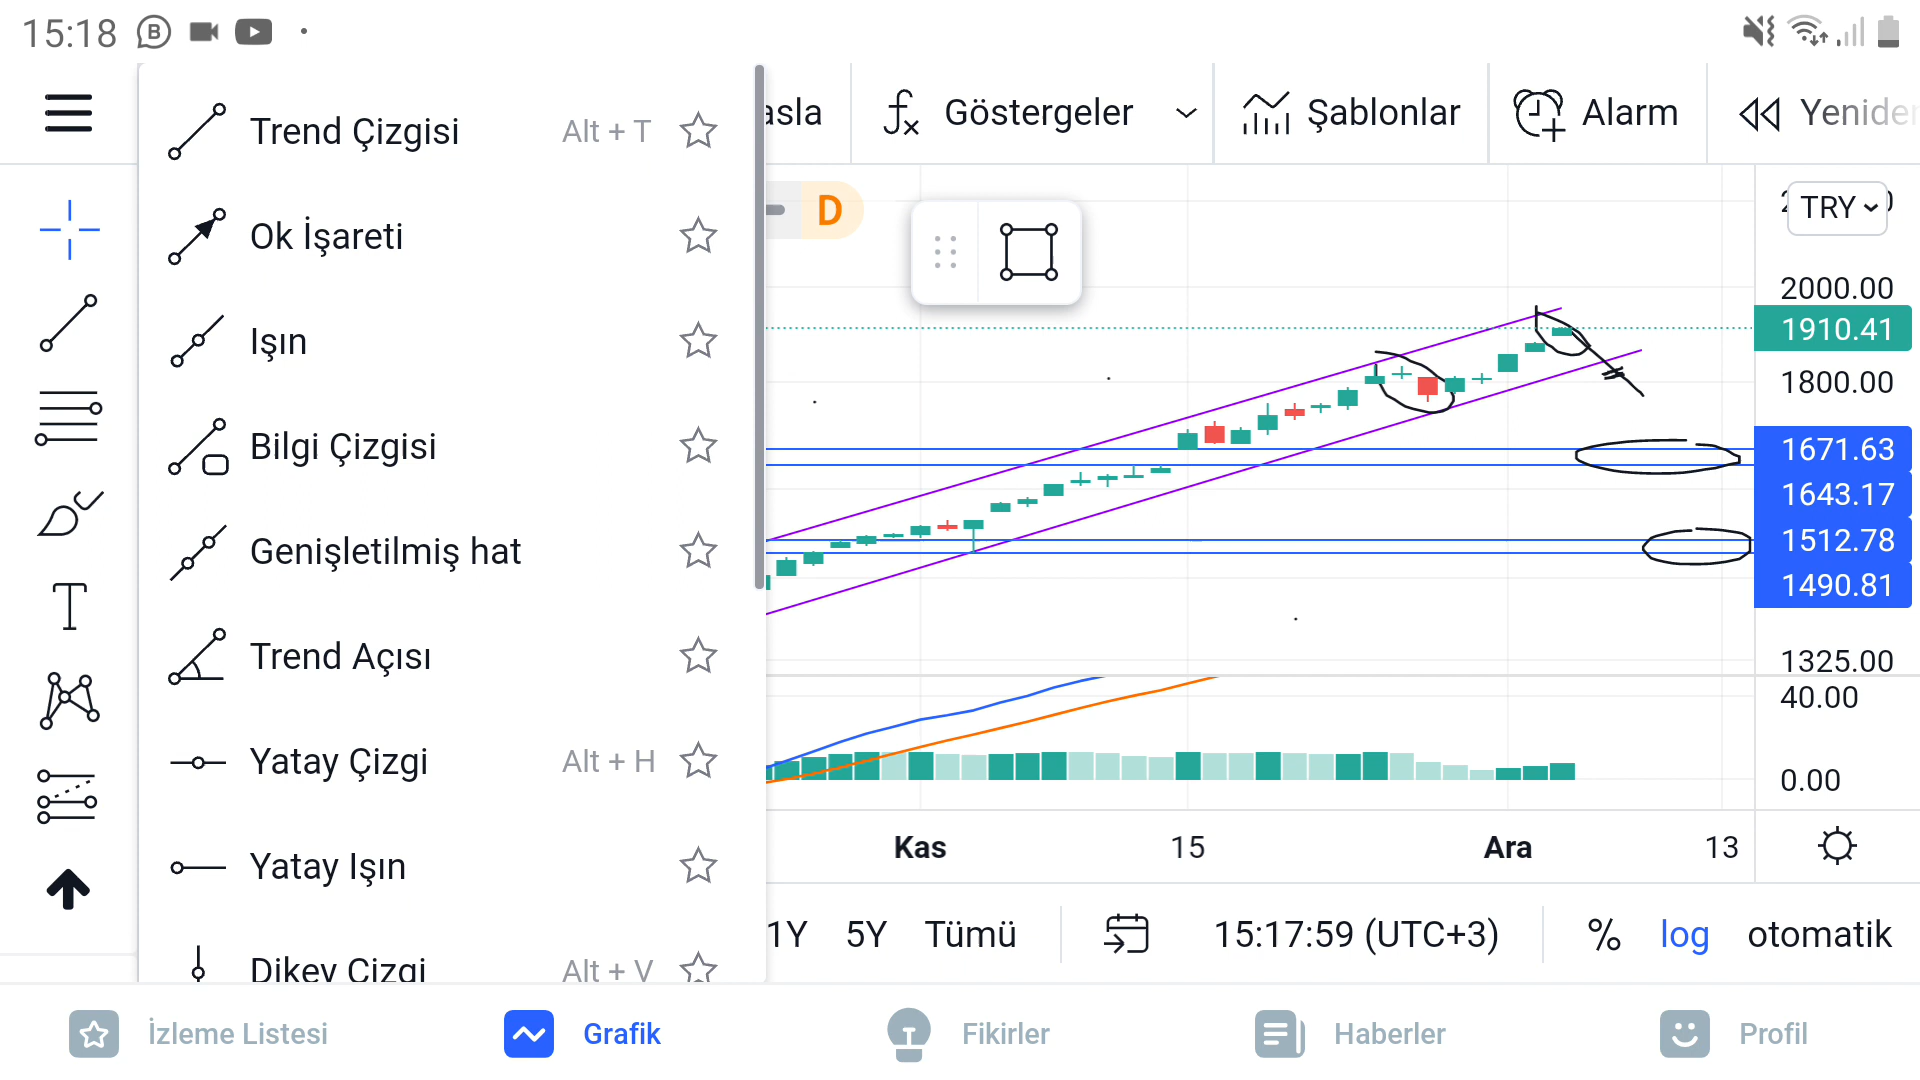 15:18
Trend Çizgisi Alt + T
Ok İşareti
Işın
Bilgi Çizgisi
Genişletilmiş hat
Trend Açısı
Yatay Çizgi Alt + H
Yatay Işın
Dikey Çizgi Alt + V
asla Göstergeler Şablonlar Alarm Yeniden
D
TRY
2000.00
1910.41
1800.00
1671.63
1643.17
1512.78
1490.81
1325.00
40.00
0.00
Kas 15 Ara 13
1Y 5Y Tümü 15:17:59 (UTC+3) % log otomatik
İzleme Listesi Grafik Fikirler Haberler Profil